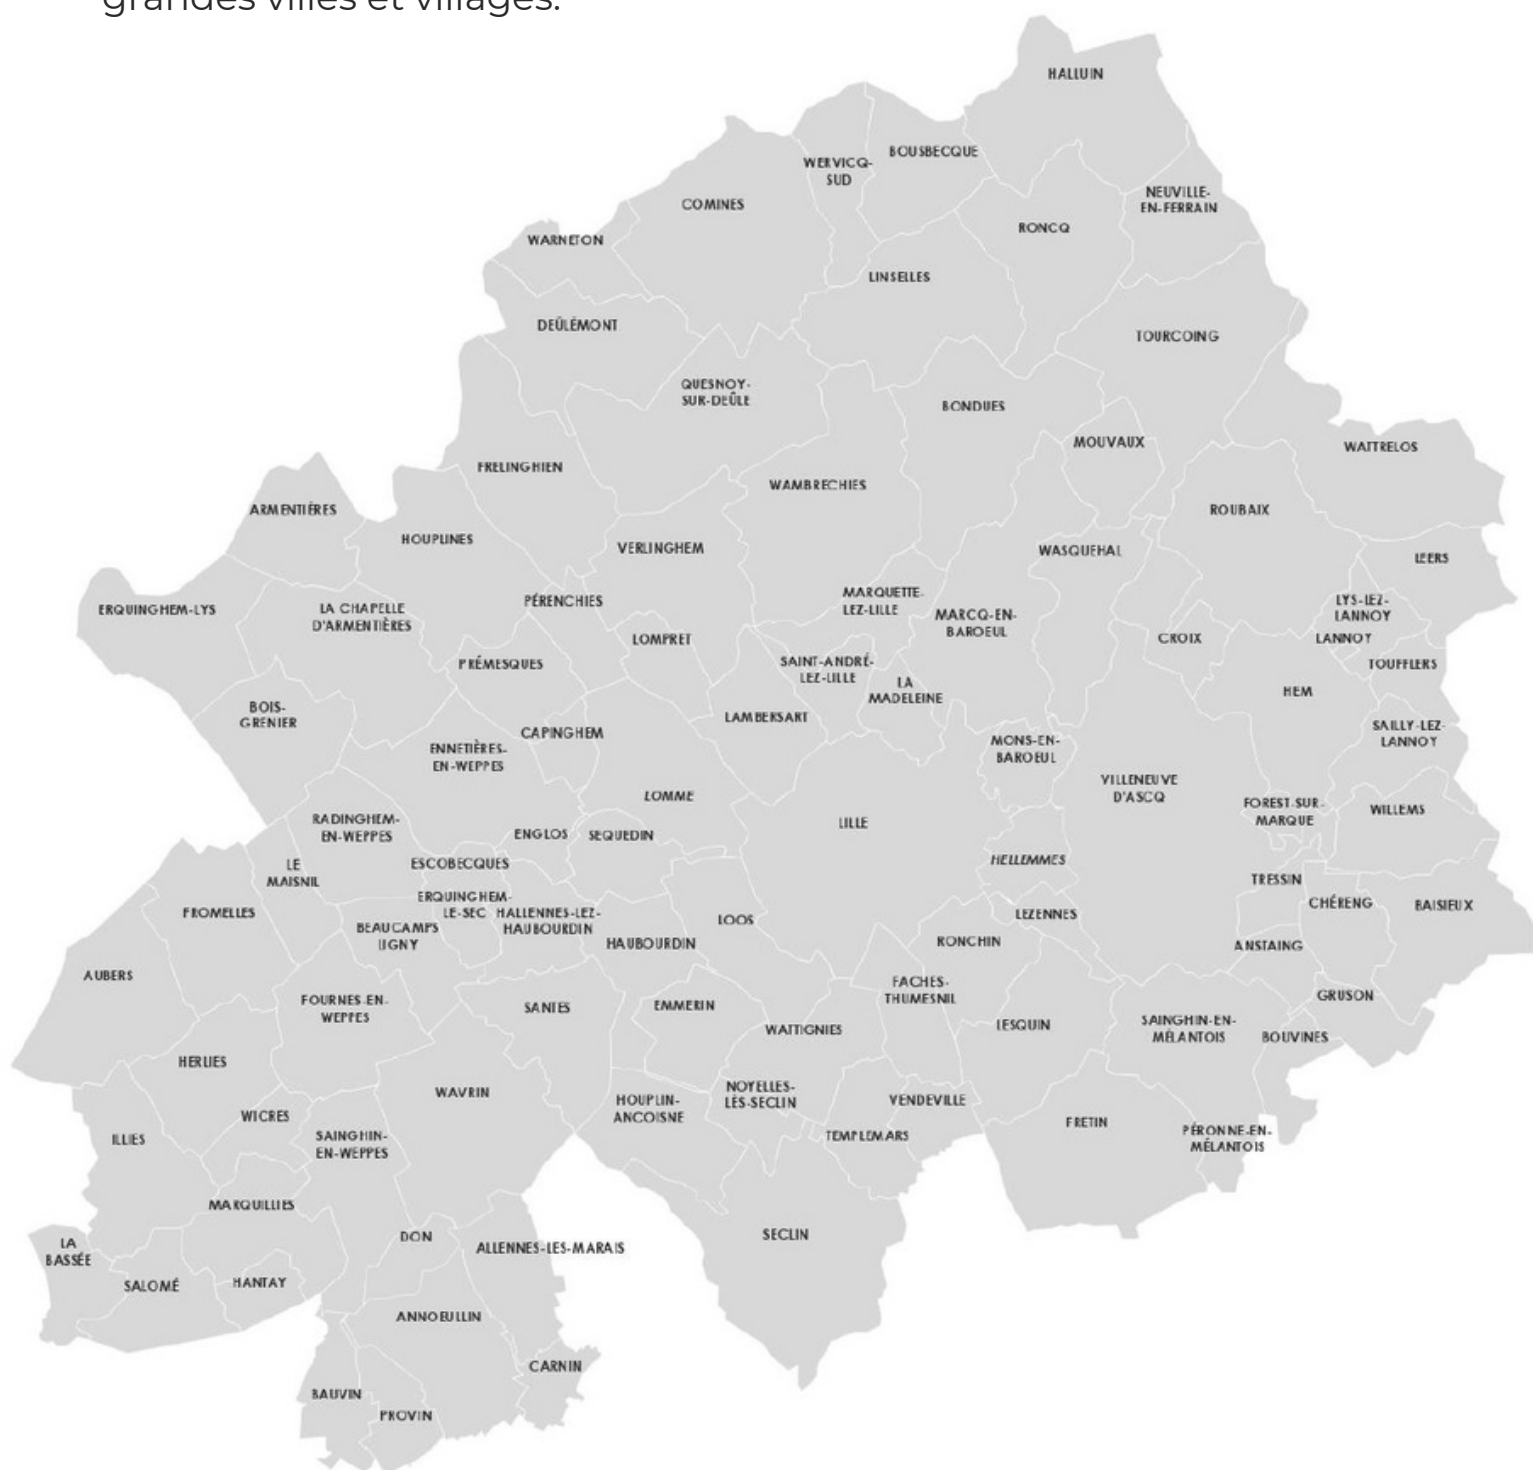 grandes villes et villages.
HALLUIN
WERVICQ-
SUD
BOUSBECQUE
COMINES
NEUVILLE-
EN-FERRAIN
RONCQ
WARNETON
LINSELLES
DEÛLÉMONT
TOURCOING
QUESNOY-
SUR-DEÛLE
BONDUES
MOUVAUX
WATTRELOS
FRELINGHIEN
WAMBRECHIES
ARMENTIÈRES
ROUBAIX
HOUPLINES
VERLINGHEM
WASQUEHAL
LEERS
ERQUINGHEM-LYS
LA CHAPELLE
D'ARMENTIÈRES
PÉRENCHIES
MARQUETTE-
LEZ-LILLE
MARCQ-EN-
BAROEUL
LYS-LEZ-
LANNOY
LOMPRET
CROIX
LANNOY
PRÉMESQUES
SAINT-ANDRÉ-
LEZ-LILLE
TOUFFLERS
LA
MADELEINE
HEM
BOIS-
GRENIER
LAMBERSART
CAPINGHEM
SAILLY-LEZ-
LANNOY
ENNETIÈRES-
EN-WEPPES
MONS-EN-
BAROEUL
VILLENEUVE
D'ASCQ
LOMME
FOREST-SUR-
MARQUE
WILLEMS
RADINGHEM-
EN-WEPPES
LILLE
ENGLOS
SEQUEDIN
LE
MAISNIL
ESCOBECQUES
HELLEMMES
TRESSIN
ERQUINGHEM-
LE-SEC
CHÉRENG
BAISIEUX
FROMELLES
HALLENNES-LEZ-
HAUBOURDIN
LOOS
LEZENNES
BEAUCAMPS
LIGNY
HAUBOURDIN
RONCHIN
ANSTAING
AUBERS
FACHES-
THUMESNIL
FOURNES-EN-
WEPPES
SANTES
EMMERIN
GRUSON
WATTIGNIES
LESQUIN
SAINGHIN-EN-
MÉLANTOIS
BOUVINES
HERLIES
WAVRIN
HOUPLIN-
ANCOISNE
NOYELLES-
LÈS-SECLIN
VENDEVILLE
WICRES
ILLIES
SAINGHIN-
EN-WEPPES
TEMPLEMARS
FRETIN
PÉRONNE-EN-
MÉLANTOIS
MARQUILLIES
DON
SECLIN
LA
BASSÉE
ALLENNES-LES-MARAIS
SALOMÉ
HANTAY
ANNOEULLIN
CARNIN
BAUVIN
PROVIN